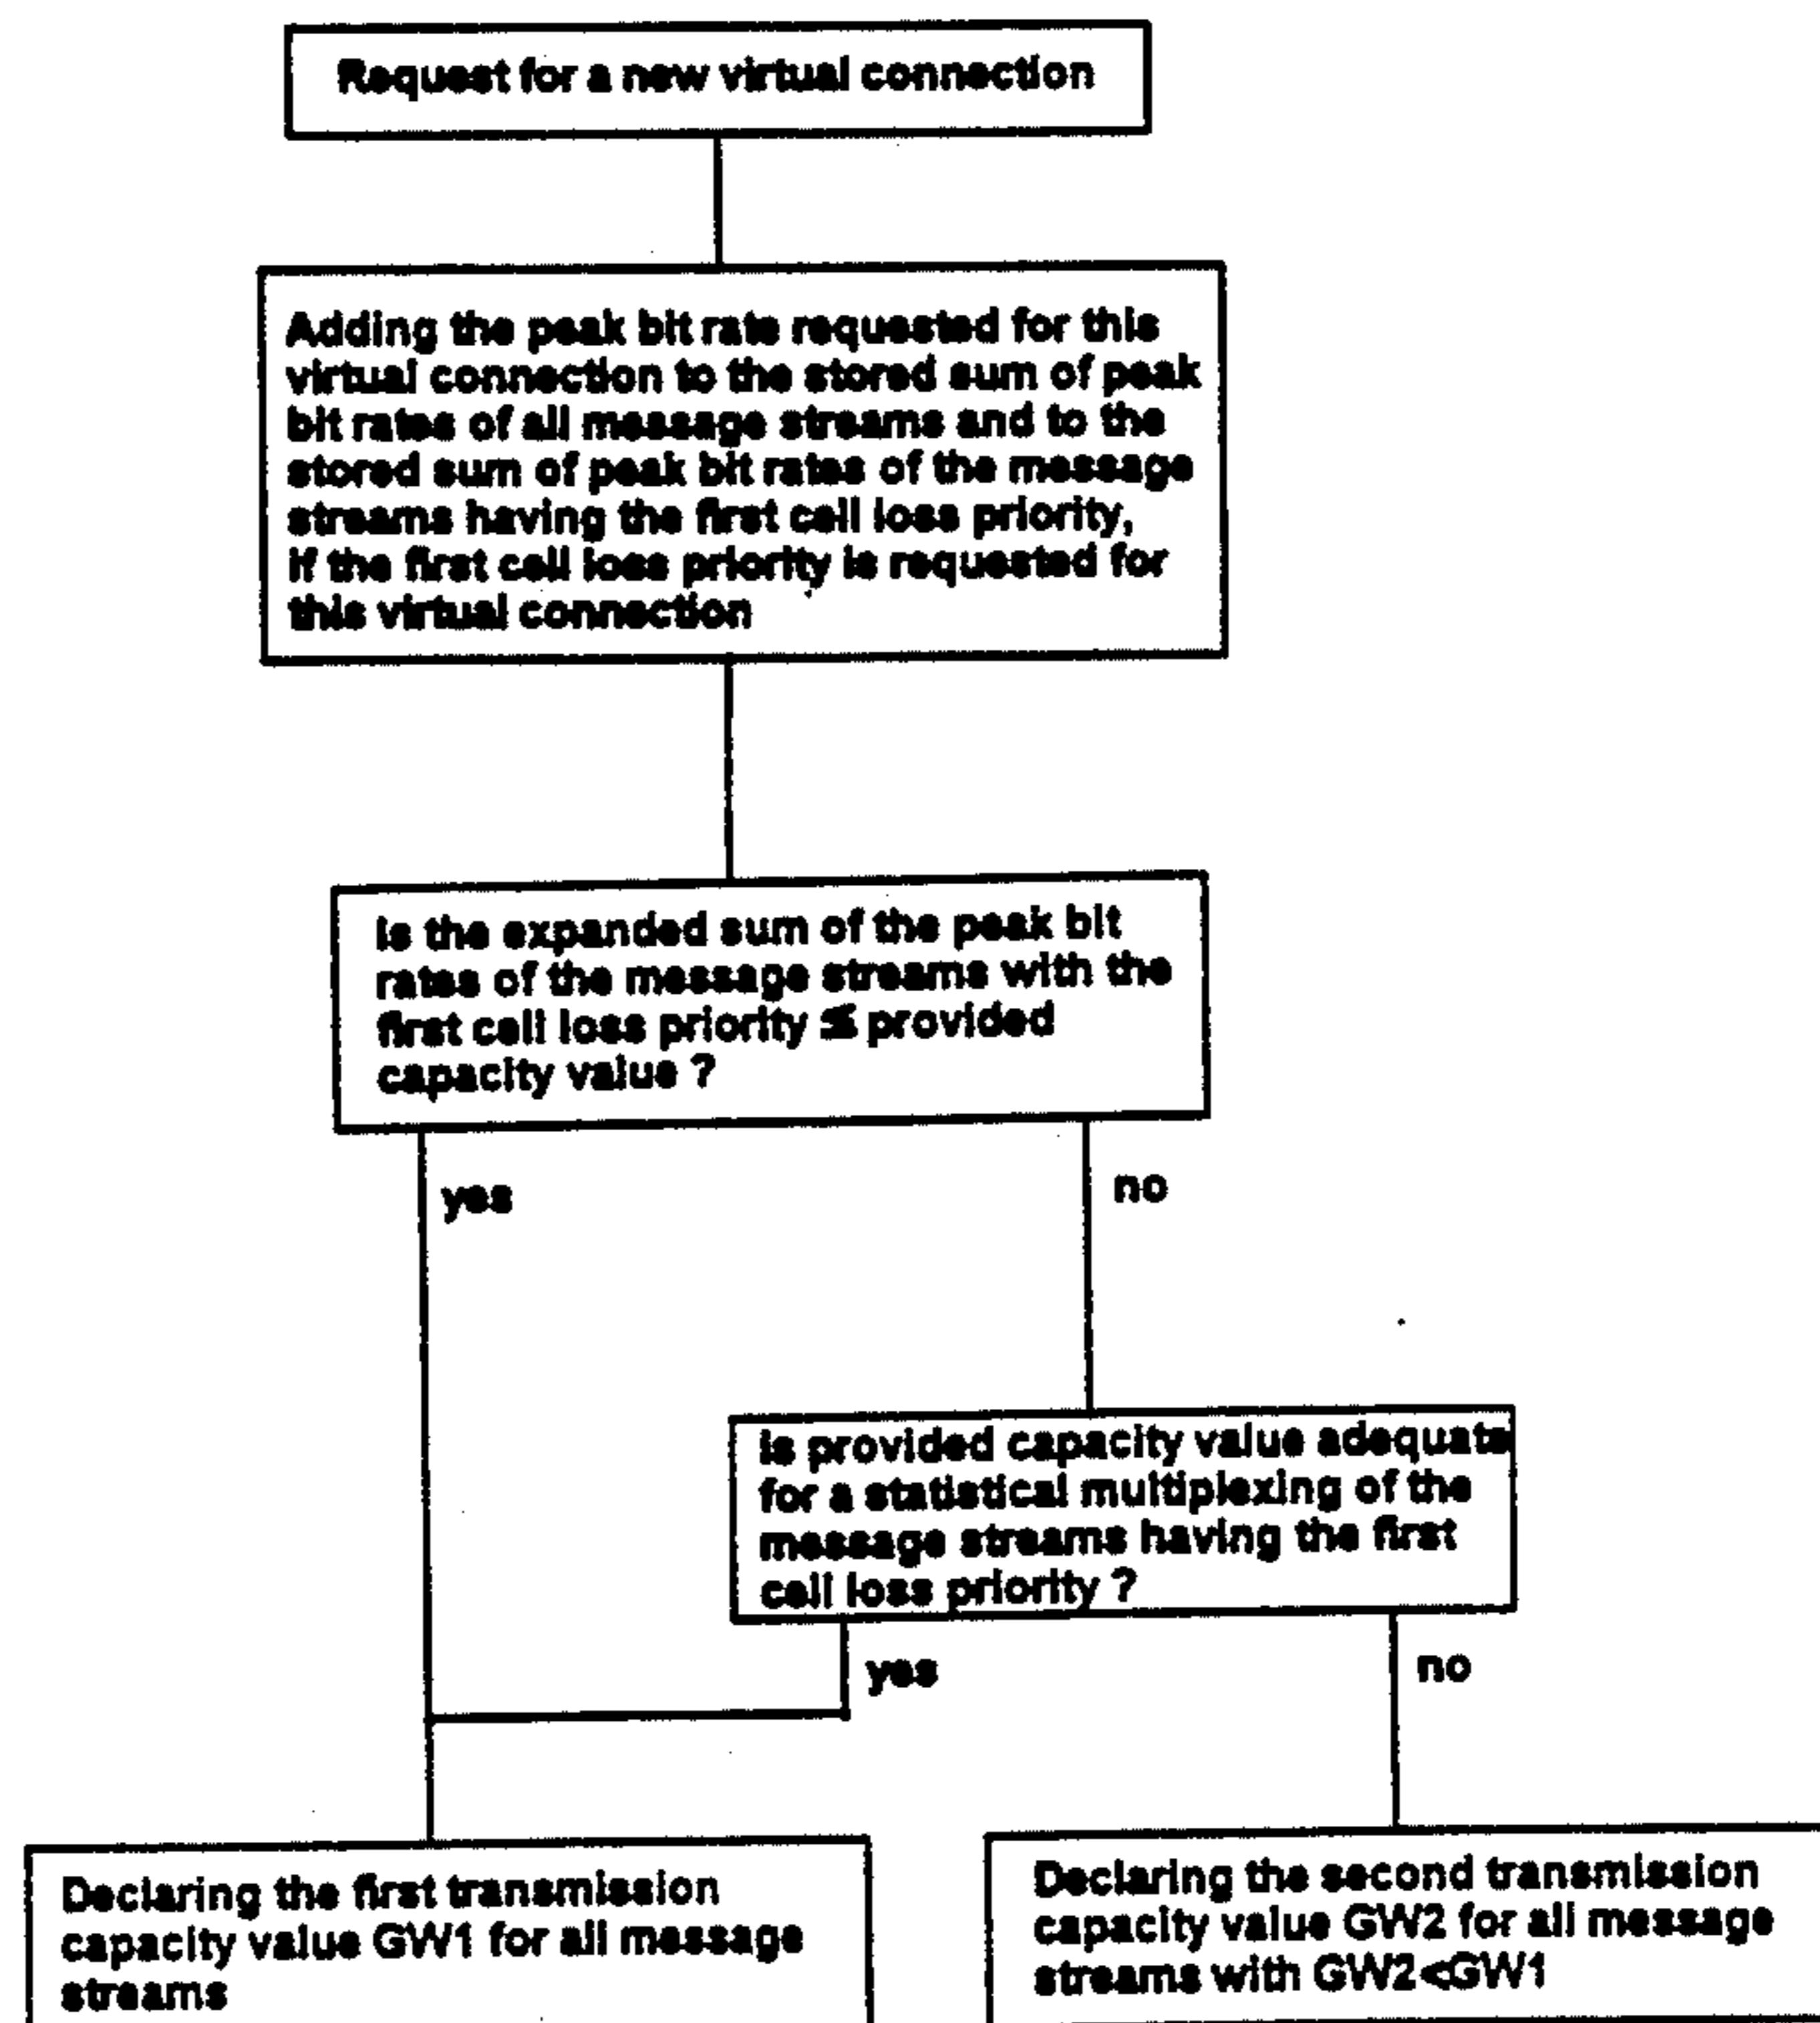 Request for a new virtual connection
Adding the peak bit rate requested for this
virtual connection to the stored sum of peak
bit rates of all message streams and to the
stored sum of peak bit rates of the message
streams having the first cell loss priority,
if the first cell loss priority is requested for
this virtual connection
Is the expanded sum of the peak bit
rates of the message streams with the
first cell loss priority ≤ provided
capacity value ?
yes
no
Is provided capacity value adequate
for a statistical multiplexing of the
message streams having the first
cell loss priority ?
yes
no
Declaring the first transmission
capacity value GW1 for all message
streams
Declaring the second transmission
capacity value GW2 for all message
streams with GW2<GW1